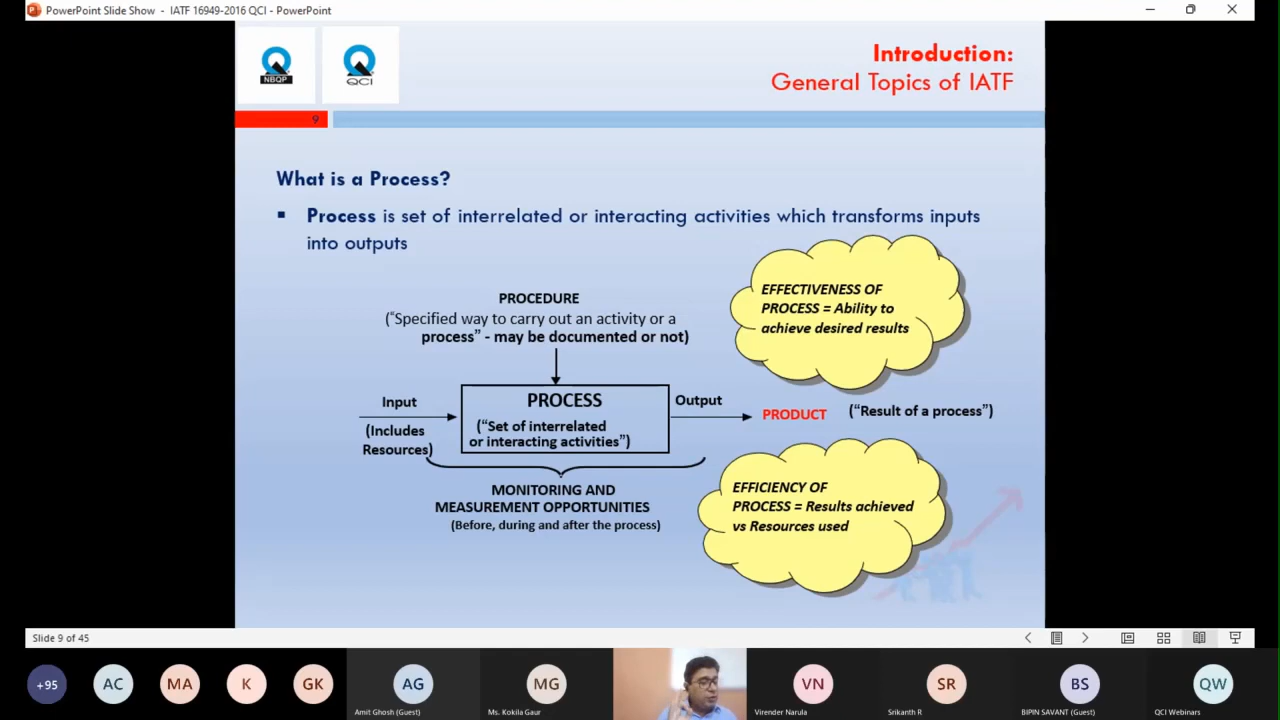 PowerPoint Slide Show - IATF 16949-2016 QCI - PowerPoint
NBQP
QCI
Introduction:
General Topics of IATF
9
What is a Process?
▪ Process is set of interrelated or interacting activities which transforms inputs
into outputs
EFFECTIVENESS OF
PROCESS = Ability to
achieve desired results
PROCEDURE
(“Specified way to carry out an activity or a
process” - may be documented or not)
Input
(Includes
Resources)
PROCESS
(“Set of interrelated
or interacting activities”)
Output
PRODUCT (“Result of a process”)
MONITORING AND
MEASUREMENT OPPORTUNITIES
(Before, during and after the process)
EFFICIENCY OF
PROCESS = Results achieved
vs Resources used
Slide 9 of 45
+95
AC
MA
K
GK
AG
Amit Ghosh (Guest)
MG
Ms. Kokila Gaur
VN
Virender Narula
SR
Srikanth R
BS
BIPIN SAVANT (Guest)
QW
QCI Webinars